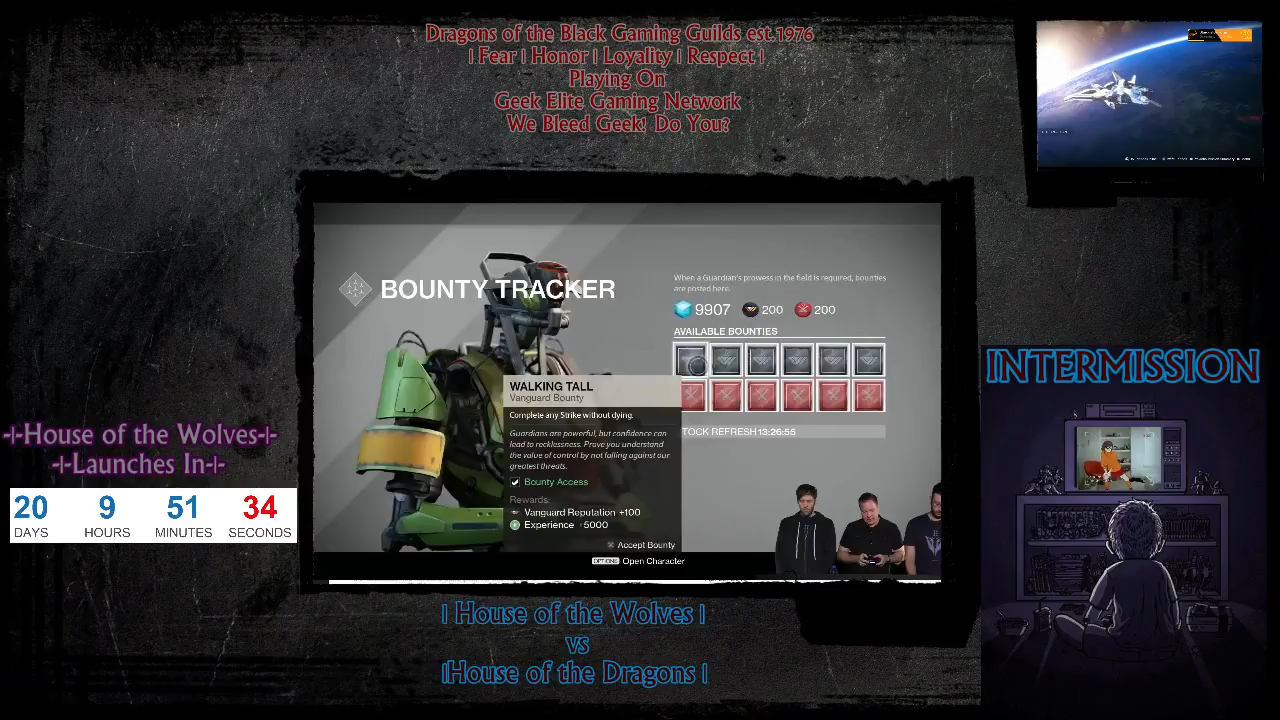 Dragons of the Black Gaming Guilds est.1976
| Fear | Honor | Loyality | Respect |
Playing On
Geek Elite Gaming Network
We Bleed Geek! Do You?
BOUNTY TRACKER
When a Guardian's prowess in the field is required, bounties
are posted here.
9907 200 200
AVAILABLE BOUNTIES
WALKING TALL
Vanguard Bounty
Complete any Strike without dying.
Guardians are powerful, but confidence can
lead to recklessness. Prove you understand
the value of control by not falling against our
greatest threats.
Bounty Access
Rewards:
Vanguard Reputation +100
Experience +5000
Accept Bounty
TOCK REFRESH 13:26:55
OPTIONS Open Character
INTERMISSION
-|-House of the Wolves-|-
-|-Launches In-|-
20 9 51 34
DAYS HOURS MINUTES SECONDS
| House of the Wolves |
vs
|House of the Dragons |